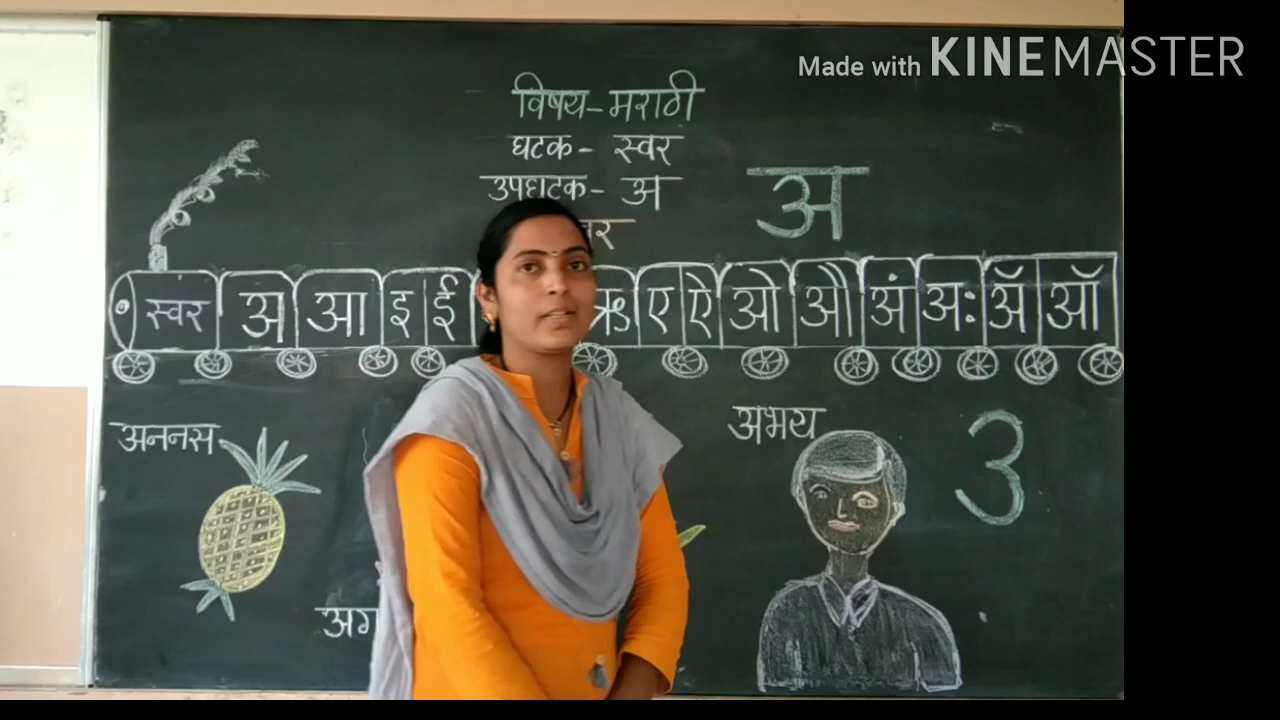 Made with KINEMASTER
विषय - मराठी
घटक - स्वर
उपघटक - अ
अ
स्वर अ आ इ ई ऋ ए ऐ ओ औ अं अः ॲ ऑ
अननस
अभय
3